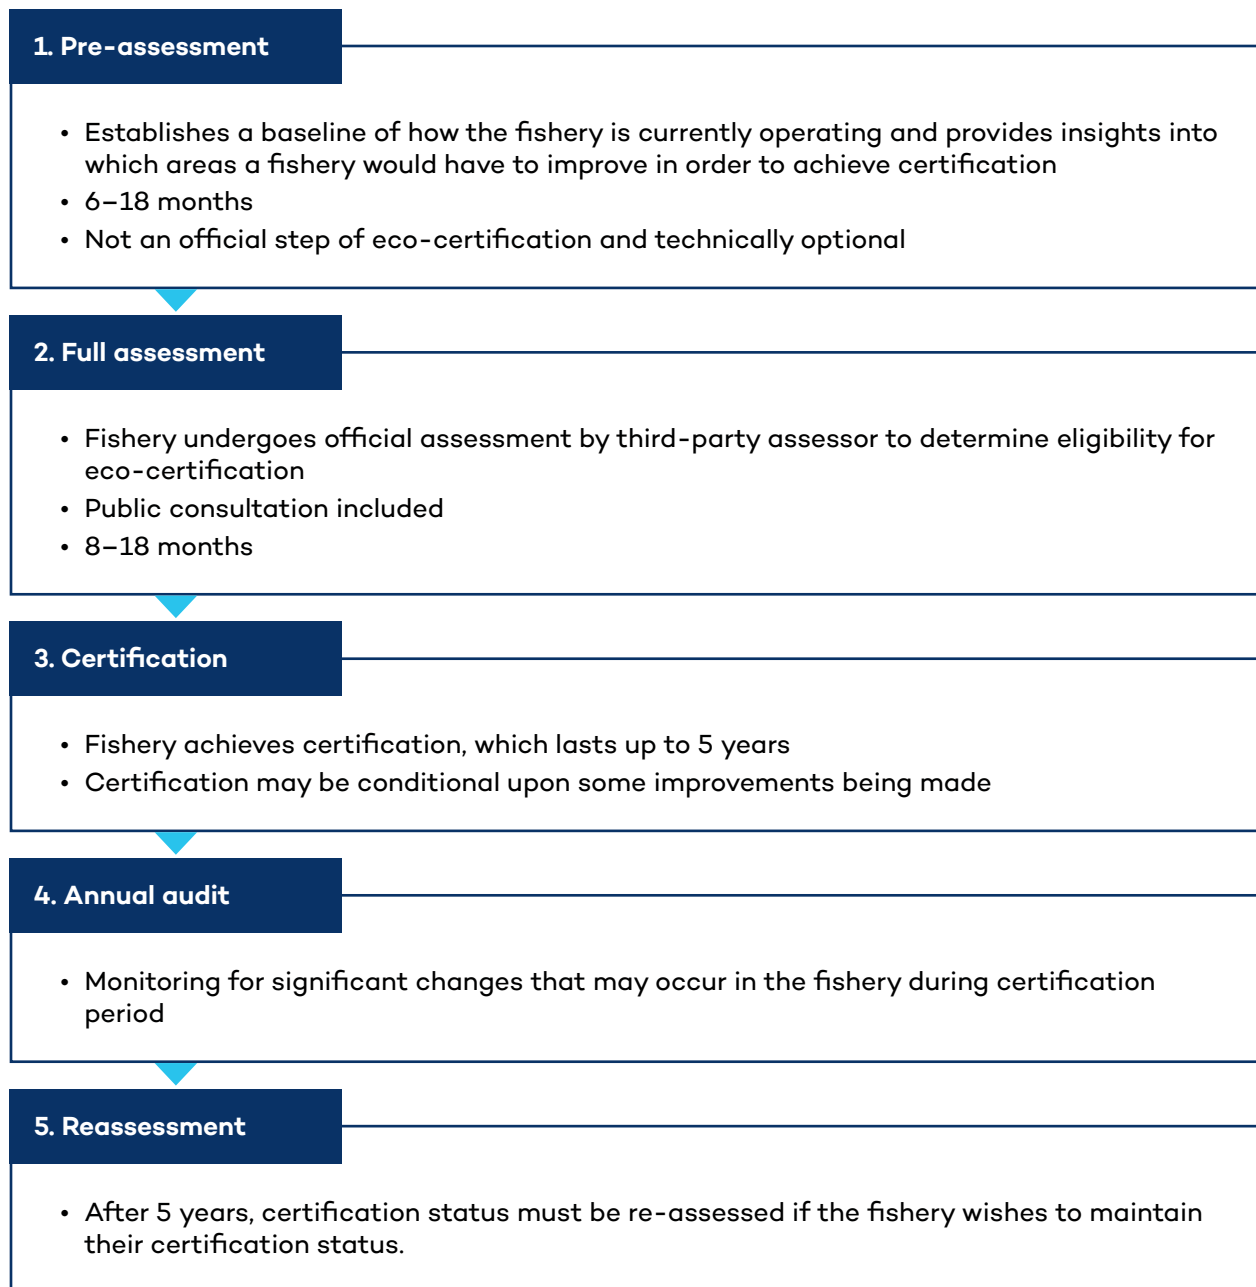 1. Pre-assessment
• Establishes a baseline of how the fishery is currently operating and provides insights into
which areas a fishery would have to improve in order to achieve certification
• 6–18 months
• Not an official step of eco-certification and technically optional
2. Full assessment
• Fishery undergoes official assessment by third-party assessor to determine eligibility for
eco-certification
• Public consultation included
• 8–18 months
3. Certification
• Fishery achieves certification, which lasts up to 5 years
• Certification may be conditional upon some improvements being made
4. Annual audit
• Monitoring for significant changes that may occur in the fishery during certification
period
5. Reassessment
• After 5 years, certification status must be re-assessed if the fishery wishes to maintain
their certification status.